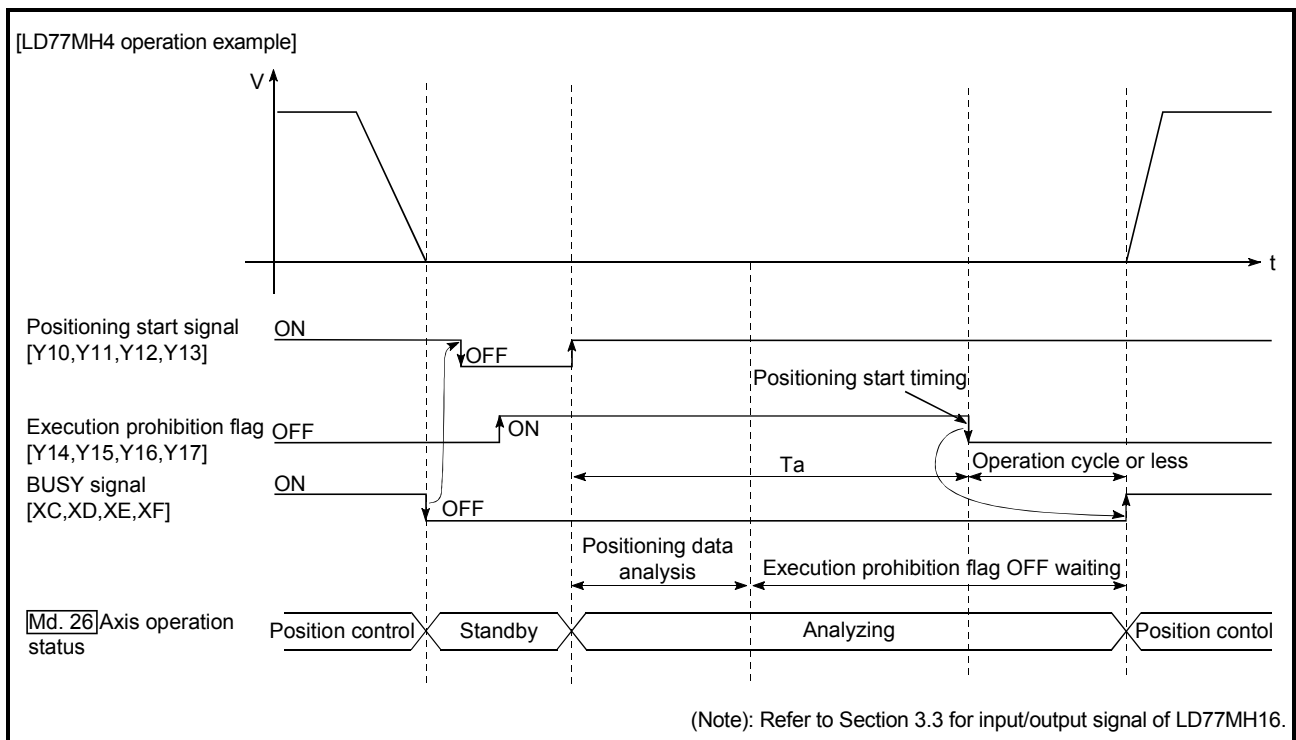 [LD77MH4 operation example]
V
t
Positioning start signal
[Y10,Y11,Y12,Y13]
ON
OFF
Positioning start timing
Execution prohibition flag
[Y14,Y15,Y16,Y17]
OFF
ON
Ta
Operation cycle or less
BUSY signal
[XC,XD,XE,XF]
ON
OFF
Positioning data
analysis
Execution prohibition flag OFF waiting
Md. 26 Axis operation
status
Position control
Standby
Analyzing
Position contol
(Note): Refer to Section 3.3 for input/output signal of LD77MH16.